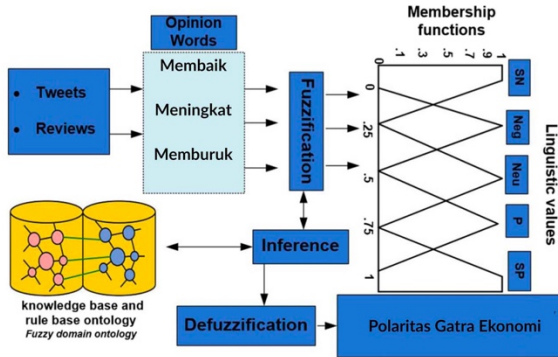 Opinion
Words
Membership
functions
0 .1 .3 .5 .7 .9 1
• Tweets
• Reviews
Membaik
Meningkat
Memburuk
Fuzzification
0
.25
.5
.75
1
SN
Neg
Neu
P
SP
Linguistic values
Inference
knowledge base and
rule base ontology
Fuzzy domain ontology
Defuzzification
Polaritas Gatra Ekonomi